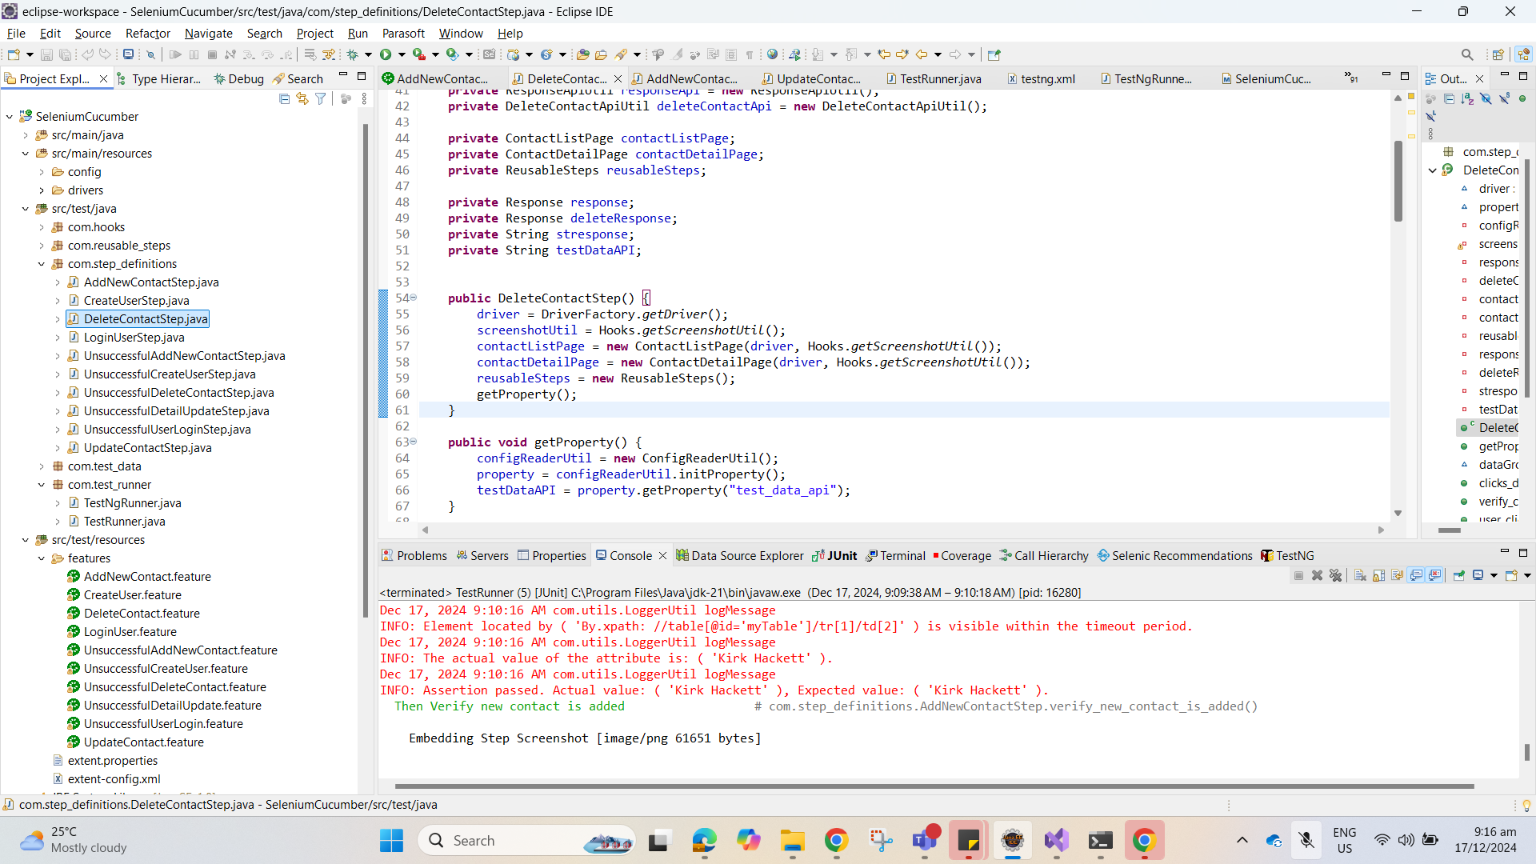 eclipse-workspace - SeleniumCucumber/src/test/java/com/step_definitions/DeleteContactStep.java - Eclipse IDE
File Edit Source Refactor Navigate Search Project Run Parasoft Window Help
Project Expl... Type Hierar... Debug Search
AddNewContac... DeleteContac... AddNewContac... UpdateContac... TestRunner.java testng.xml TestNgRunne... SeleniumCuc... »91
Out...
SeleniumCucumber
src/main/java
src/main/resources
config
drivers
src/test/java
com.hooks
com.reusable_steps
com.step_definitions
AddNewContactStep.java
CreateUserStep.java
DeleteContactStep.java
LoginUserStep.java
UnsuccessfulAddNewContactStep.java
UnsuccessfulCreateUserStep.java
UnsuccessfulDeleteContactStep.java
UnsuccessfulDetailUpdateStep.java
UnsuccessfulUserLoginStep.java
UpdateContactStep.java
com.test_data
com.test_runner
TestNgRunner.java
TestRunner.java
src/test/resources
features
AddNewContact.feature
CreateUser.feature
DeleteContact.feature
LoginUser.feature
UnsuccessfulAddNewContact.feature
UnsuccessfulCreateUser.feature
UnsuccessfulDeleteContact.feature
UnsuccessfulDetailUpdate.feature
UnsuccessfulUserLogin.feature
UpdateContact.feature
extent.properties
extent-config.xml
41 private ResponseApiUtil responseApi = new ResponseApiUtil();
42 private DeleteContactApiUtil deleteContactApi = new DeleteContactApiUtil();
43
44 private ContactListPage contactListPage;
45 private ContactDetailPage contactDetailPage;
46 private ReusableSteps reusableSteps;
47
48 private Response response;
49 private Response deleteResponse;
50 private String stresponse;
51 private String testDataAPI;
52
53
54 public DeleteContactStep() {
55 driver = DriverFactory.getDriver();
56 screenshotUtil = Hooks.getScreenshotUtil();
57 contactListPage = new ContactListPage(driver, Hooks.getScreenshotUtil());
58 contactDetailPage = new ContactDetailPage(driver, Hooks.getScreenshotUtil());
59 reusableSteps = new ReusableSteps();
60 getProperty();
61 }
62
63 public void getProperty() {
64 configReaderUtil = new ConfigReaderUtil();
65 property = configReaderUtil.initProperty();
66 testDataAPI = property.getProperty("test_data_api");
67 }
68
com.step_d
DeleteCon
driver :
propert
configR
screens
respons
deleteC
contact
contact
reusabl
respons
deleteR
strespo
testDat
DeleteC
getProp
dataGro
clicks_d
verify_c
user_cli
Problems Servers Properties Console Data Source Explorer JUnit Terminal Coverage Call Hierarchy Selenic Recommendations TestNG
<terminated> TestRunner (5) [JUnit] C:\Program Files\Java\jdk-21\bin\javaw.exe (Dec 17, 2024, 9:09:38 AM – 9:10:18 AM) [pid: 16280]
Dec 17, 2024 9:10:16 AM com.utils.LoggerUtil logMessage
INFO: Element located by ( 'By.xpath: //table[@id='myTable']/tr[1]/td[2]' ) is visible within the timeout period.
Dec 17, 2024 9:10:16 AM com.utils.LoggerUtil logMessage
INFO: The actual value of the attribute is: ( 'Kirk Hackett' ).
Dec 17, 2024 9:10:16 AM com.utils.LoggerUtil logMessage
INFO: Assertion passed. Actual value: ( 'Kirk Hackett' ), Expected value: ( 'Kirk Hackett' ).
Then Verify new contact is added # com.step_definitions.AddNewContactStep.verify_new_contact_is_added()
Embedding Step Screenshot [image/png 61651 bytes]
com.step_definitions.DeleteContactStep.java - SeleniumCucumber/src/test/java
25°C
Mostly cloudy
Search
ENG
US
9:16 am
17/12/2024